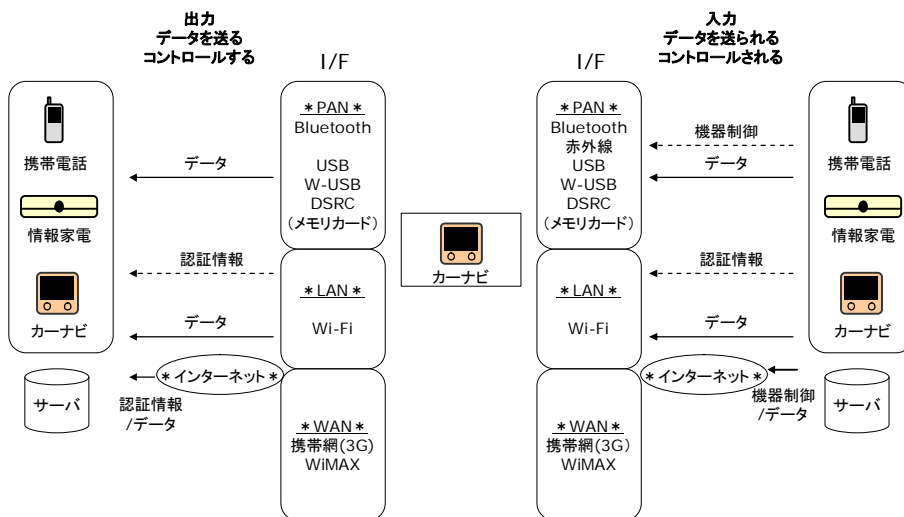 出力
データを送る
コントロールする
I/F
入力
データを送られる
コントロールされる
I/F
携帯電話
情報家電
カーナビ
サーバ
データ
認証情報
データ
＊インターネット＊
認証情報
/データ
＊PAN＊
Bluetooth
USB
W-USB
DSRC
(メモリカード)
＊LAN＊
Wi-Fi
＊WAN＊
携帯網(3G)
WiMAX
カーナビ
＊PAN＊
Bluetooth
赤外線
USB
W-USB
DSRC
(メモリカード)
＊LAN＊
Wi-Fi
＊WAN＊
携帯網(3G)
WiMAX
機器制御
データ
認証情報
データ
＊インターネット＊
機器制御
/データ
携帯電話
情報家電
カーナビ
サーバ